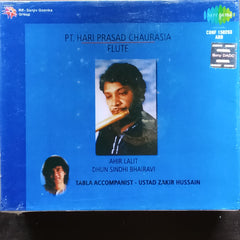 PT. HARI PRASAD CHAURASIA
FLUTE
AHIR LALIT
DHUN SINDHI BHAIRAVI
TABLA ACCOMPANIST - USTAD ZAKIR HUSSAIN